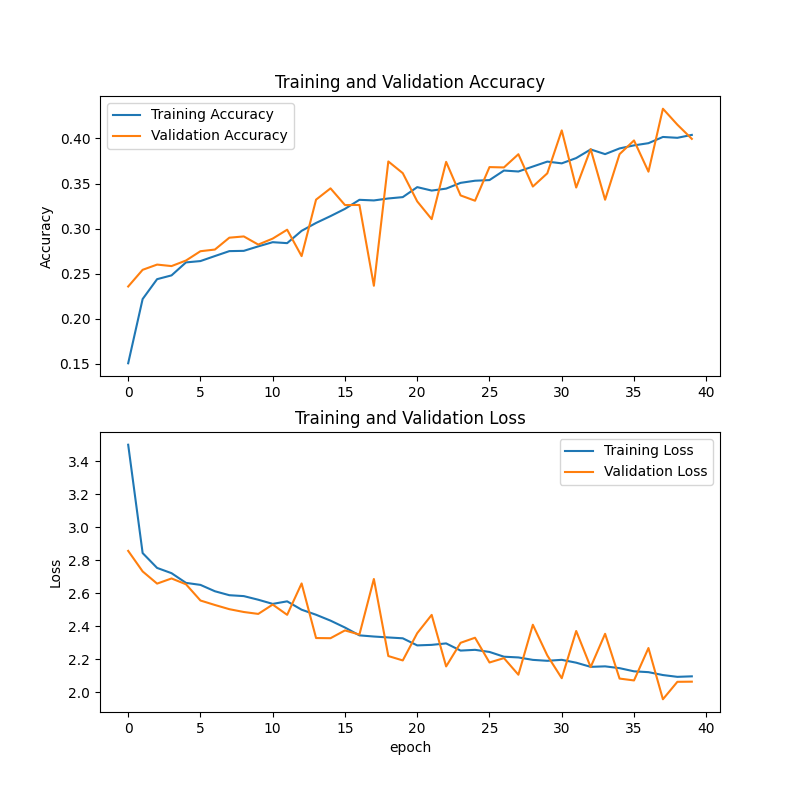 Training and Validation Accuracy
Training Accuracy
Validation Accuracy
Accuracy
0.40
0.35
0.30
0.25
0.20
0.15
0 5 10 15 20 25 30 35 40
Training and Validation Loss
Training Loss
Validation Loss
Loss
3.4
3.2
3.0
2.8
2.6
2.4
2.2
2.0
0 5 10 15 20 25 30 35 40
epoch